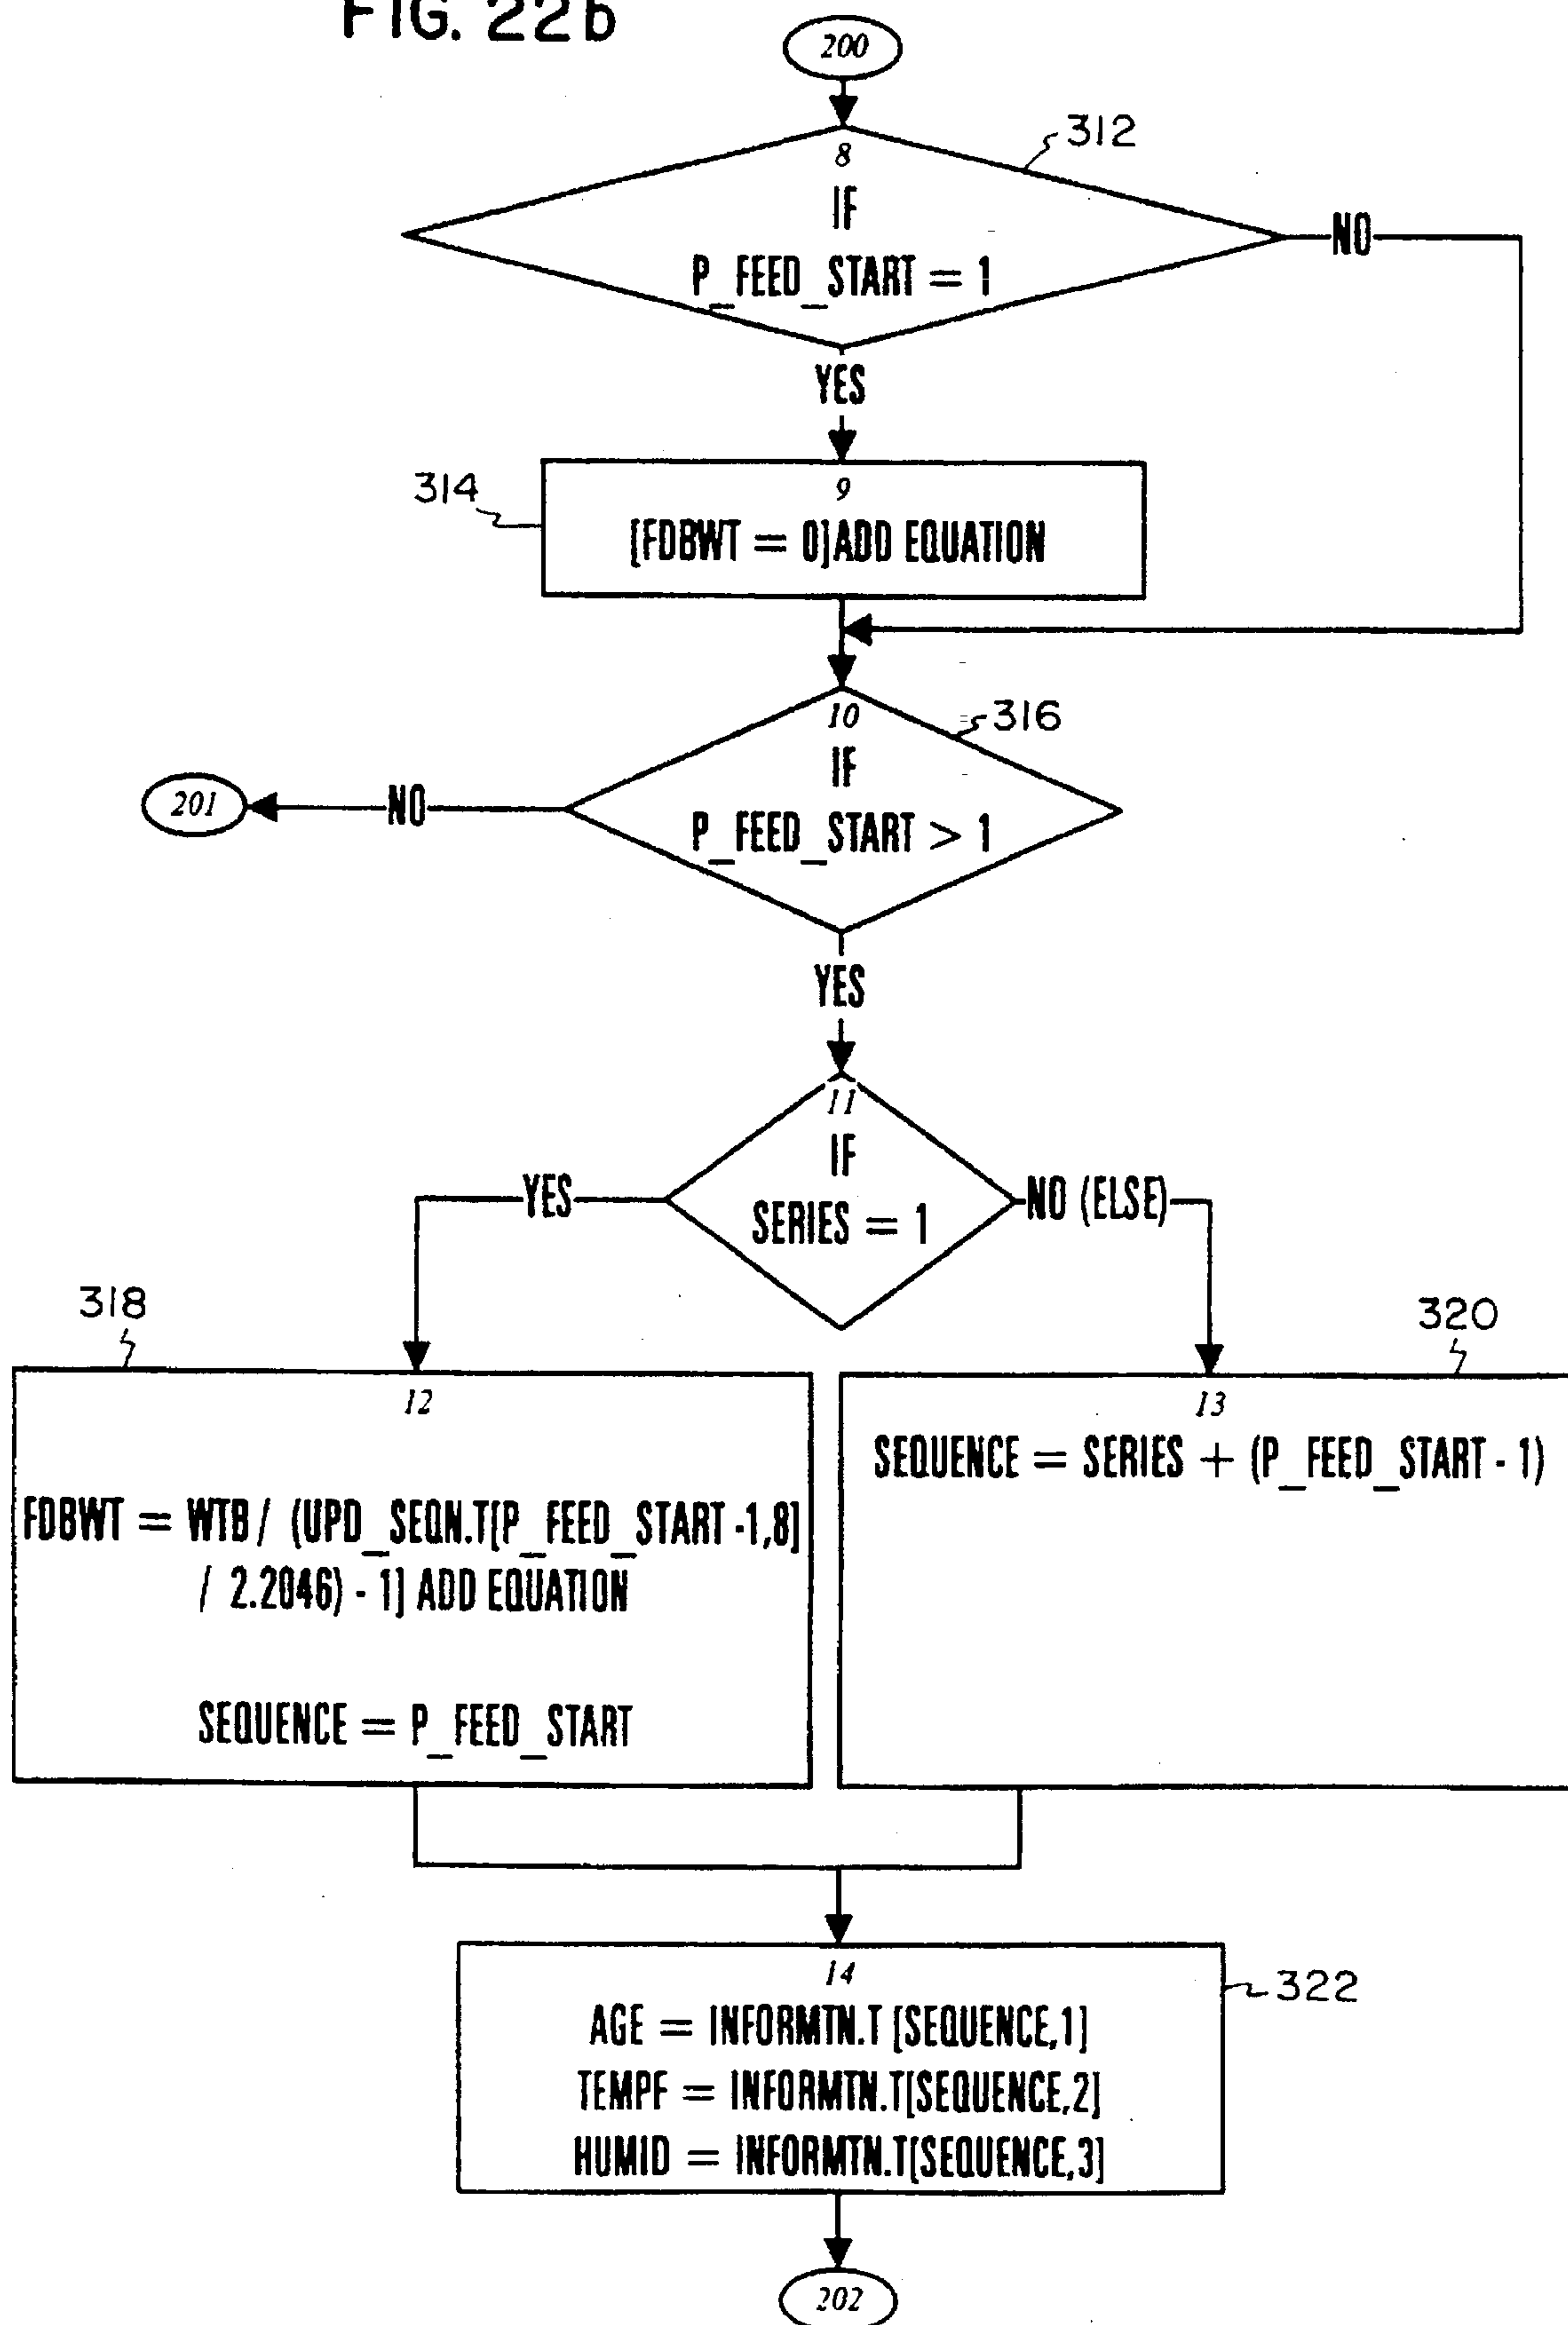 FIG. 22b
200
312
8
IF
P_FEED_START = 1
NO
YES
314
9
[FDBWT = 0]ADD EQUATION
316
10
IF
P_FEED_START > 1
NO
201
YES
11
IF
SERIES = 1
YES
NO (ELSE)
318
12
FDBWT = WTB / (UPD_SEQN.T[P_FEED_START -1,8]
/ 2.2046) - 1] ADD EQUATION
SEQUENCE = P_FEED_START
320
13
SEQUENCE = SERIES + (P_FEED_START - 1)
14
322
AGE = INFORMTN.T [SEQUENCE,1]
TEMPF = INFORMTN.T[SEQUENCE,2]
HUMID = INFORMTN.T[SEQUENCE,3]
202